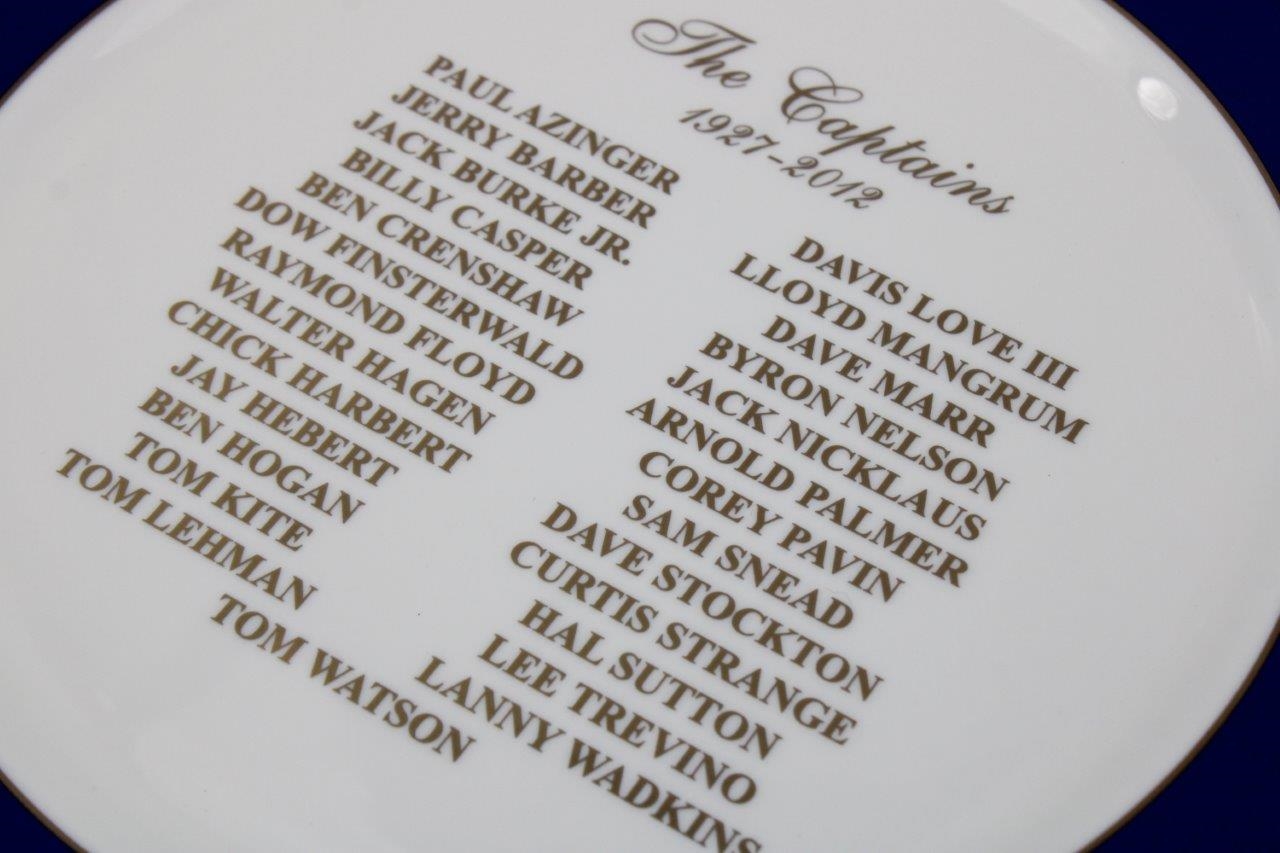 The Captains
1927-2012
PAUL AZINGER
JERRY BARBER
JACK BURKE JR.
BILLY CASPER
BEN CRENSHAW
DOW FINSTERWALD
RAYMOND FLOYD
WALTER HAGEN
CHICK HARBERT
JAY HEBERT
BEN HOGAN
TOM KITE
TOM LEHMAN
DAVIS LOVE III
LLOYD MANGRUM
DAVE MARR
BYRON NELSON
JACK NICKLAUS
ARNOLD PALMER
COREY PAVIN
SAM SNEAD
DAVE STOCKTON
CURTIS STRANGE
HAL SUTTON
LEE TREVINO
LANNY WADKINS
TOM WATSON